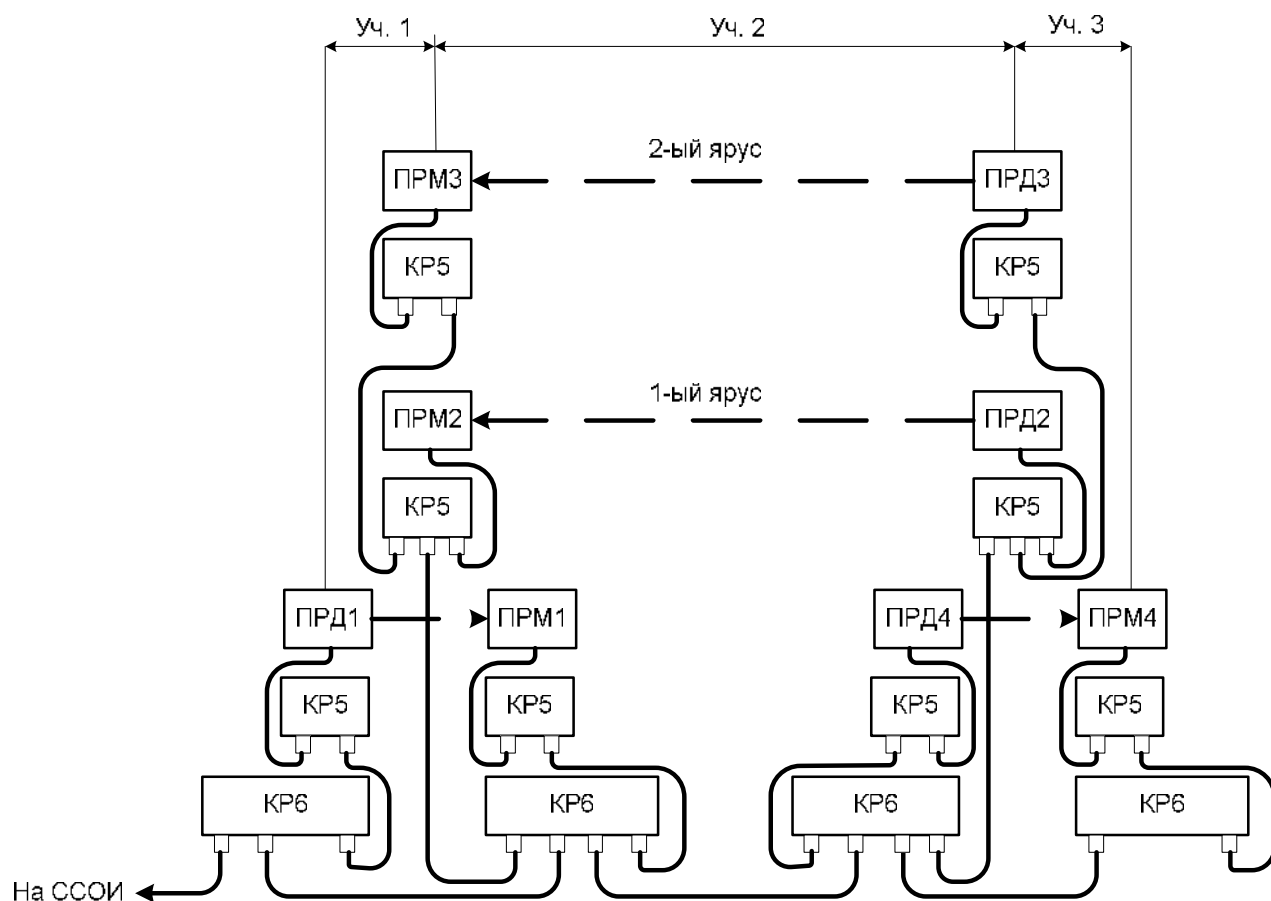 Уч. 1
Уч. 2
Уч. 3
2-ый ярус
ПРМ3
ПРД3
КР5
КР5
1-ый ярус
ПРМ2
ПРД2
КР5
КР5
ПРД1
ПРМ1
ПРД4
ПРМ4
КР5
КР5
КР5
КР5
КР6
КР6
КР6
КР6
На ССОИ